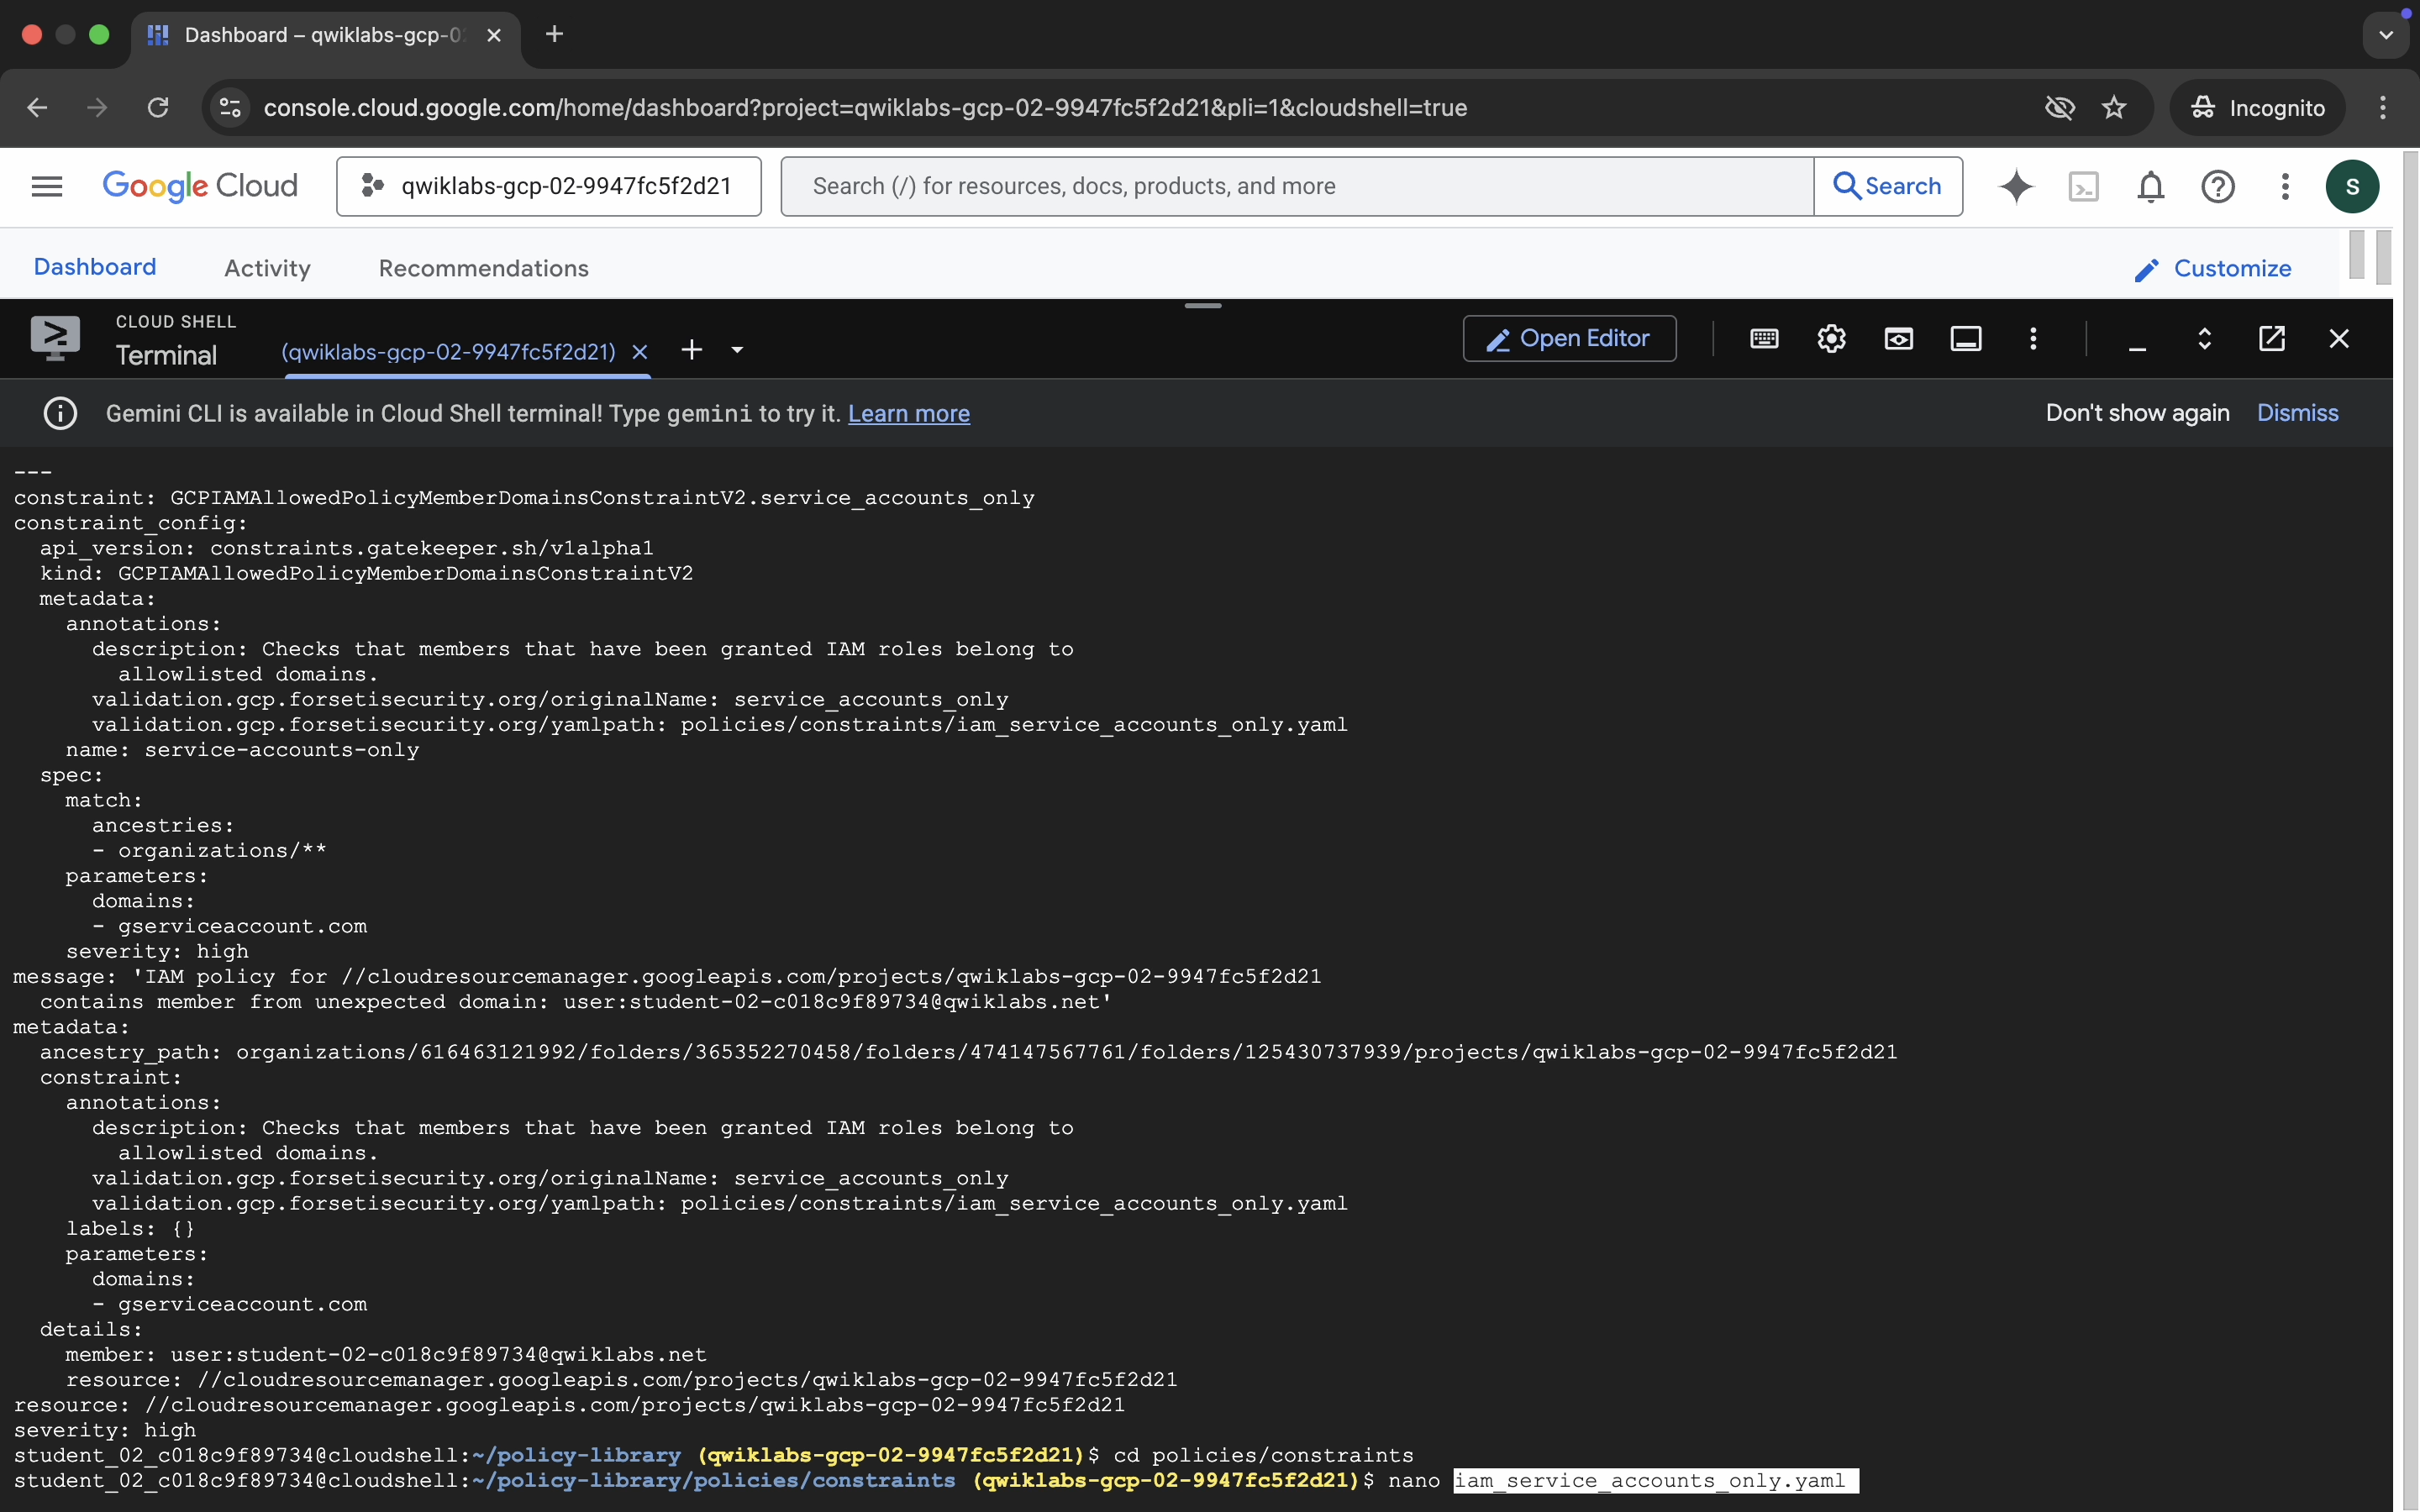 Dashboard – qwiklabs-gcp-02
console.cloud.google.com/home/dashboard?project=qwiklabs-gcp-02-9947fc5f2d21&pli=1&cloudshell=true
Incognito
Google Cloud
qwiklabs-gcp-02-9947fc5f2d21
Search (/) for resources, docs, products, and more
Search
S
Dashboard
Activity
Recommendations
Customize
CLOUD SHELL
Terminal
(qwiklabs-gcp-02-9947fc5f2d21)
Open Editor
Gemini CLI is available in Cloud Shell terminal! Type gemini to try it. Learn more
Don't show again
Dismiss
---
constraint: GCPIAMAllowedPolicyMemberDomainsConstraintV2.service_accounts_only
constraint_config:
  api_version: constraints.gatekeeper.sh/v1alpha1
  kind: GCPIAMAllowedPolicyMemberDomainsConstraintV2
  metadata:
    annotations:
      description: Checks that members that have been granted IAM roles belong to
        allowlisted domains.
      validation.gcp.forsetisecurity.org/originalName: service_accounts_only
      validation.gcp.forsetisecurity.org/yamlpath: policies/constraints/iam_service_accounts_only.yaml
    name: service-accounts-only
  spec:
    match:
      ancestries:
      - organizations/**
    parameters:
      domains:
      - gserviceaccount.com
    severity: high
message: 'IAM policy for //cloudresourcemanager.googleapis.com/projects/qwiklabs-gcp-02-9947fc5f2d21
  contains member from unexpected domain: user:student-02-c018c9f89734@qwiklabs.net'
metadata:
  ancestry_path: organizations/616463121992/folders/365352270458/folders/474147567761/folders/125430737939/projects/qwiklabs-gcp-02-9947fc5f2d21
  constraint:
    annotations:
      description: Checks that members that have been granted IAM roles belong to
        allowlisted domains.
      validation.gcp.forsetisecurity.org/originalName: service_accounts_only
      validation.gcp.forsetisecurity.org/yamlpath: policies/constraints/iam_service_accounts_only.yaml
    labels: {}
    parameters:
      domains:
      - gserviceaccount.com
  details:
    member: user:student-02-c018c9f89734@qwiklabs.net
    resource: //cloudresourcemanager.googleapis.com/projects/qwiklabs-gcp-02-9947fc5f2d21
resource: //cloudresourcemanager.googleapis.com/projects/qwiklabs-gcp-02-9947fc5f2d21
severity: high
student_02_c018c9f89734@cloudshell:~/policy-library (qwiklabs-gcp-02-9947fc5f2d21)$ cd policies/constraints
student_02_c018c9f89734@cloudshell:~/policy-library/policies/constraints (qwiklabs-gcp-02-9947fc5f2d21)$ nano iam_service_accounts_only.yaml